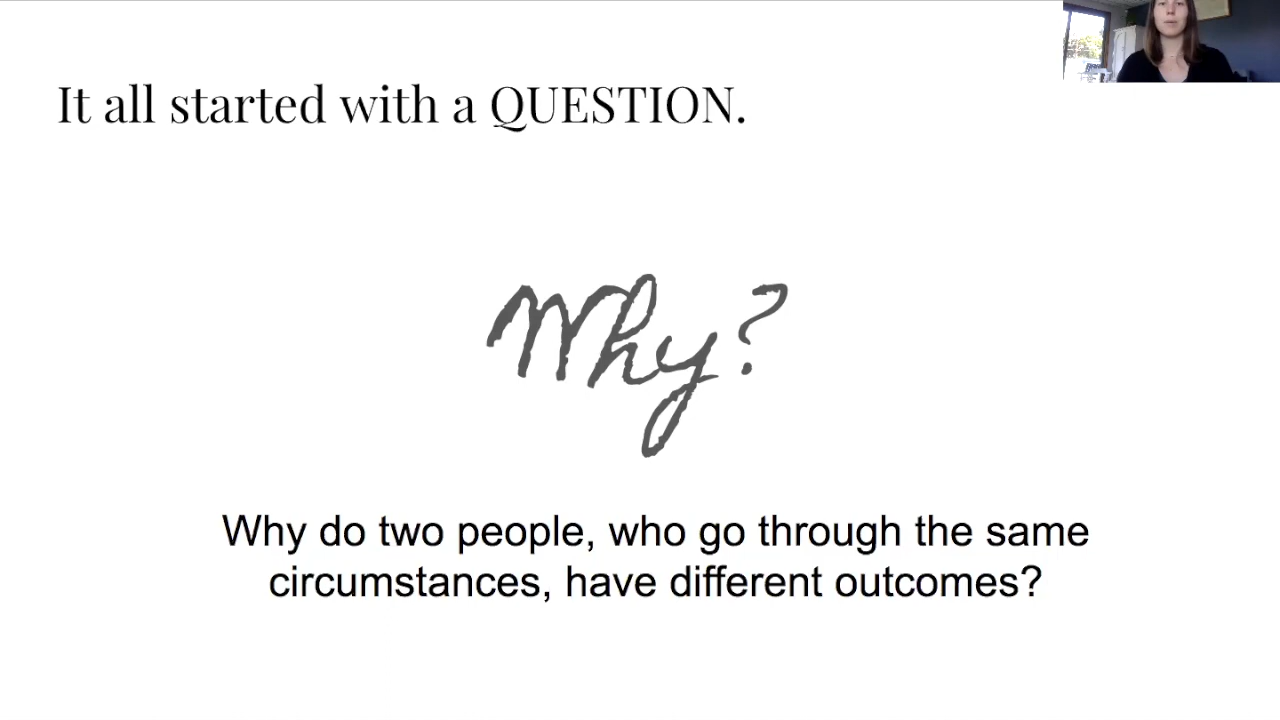 It all started with a QUESTION.
Why?
Why do two people, who go through the same
circumstances, have different outcomes?